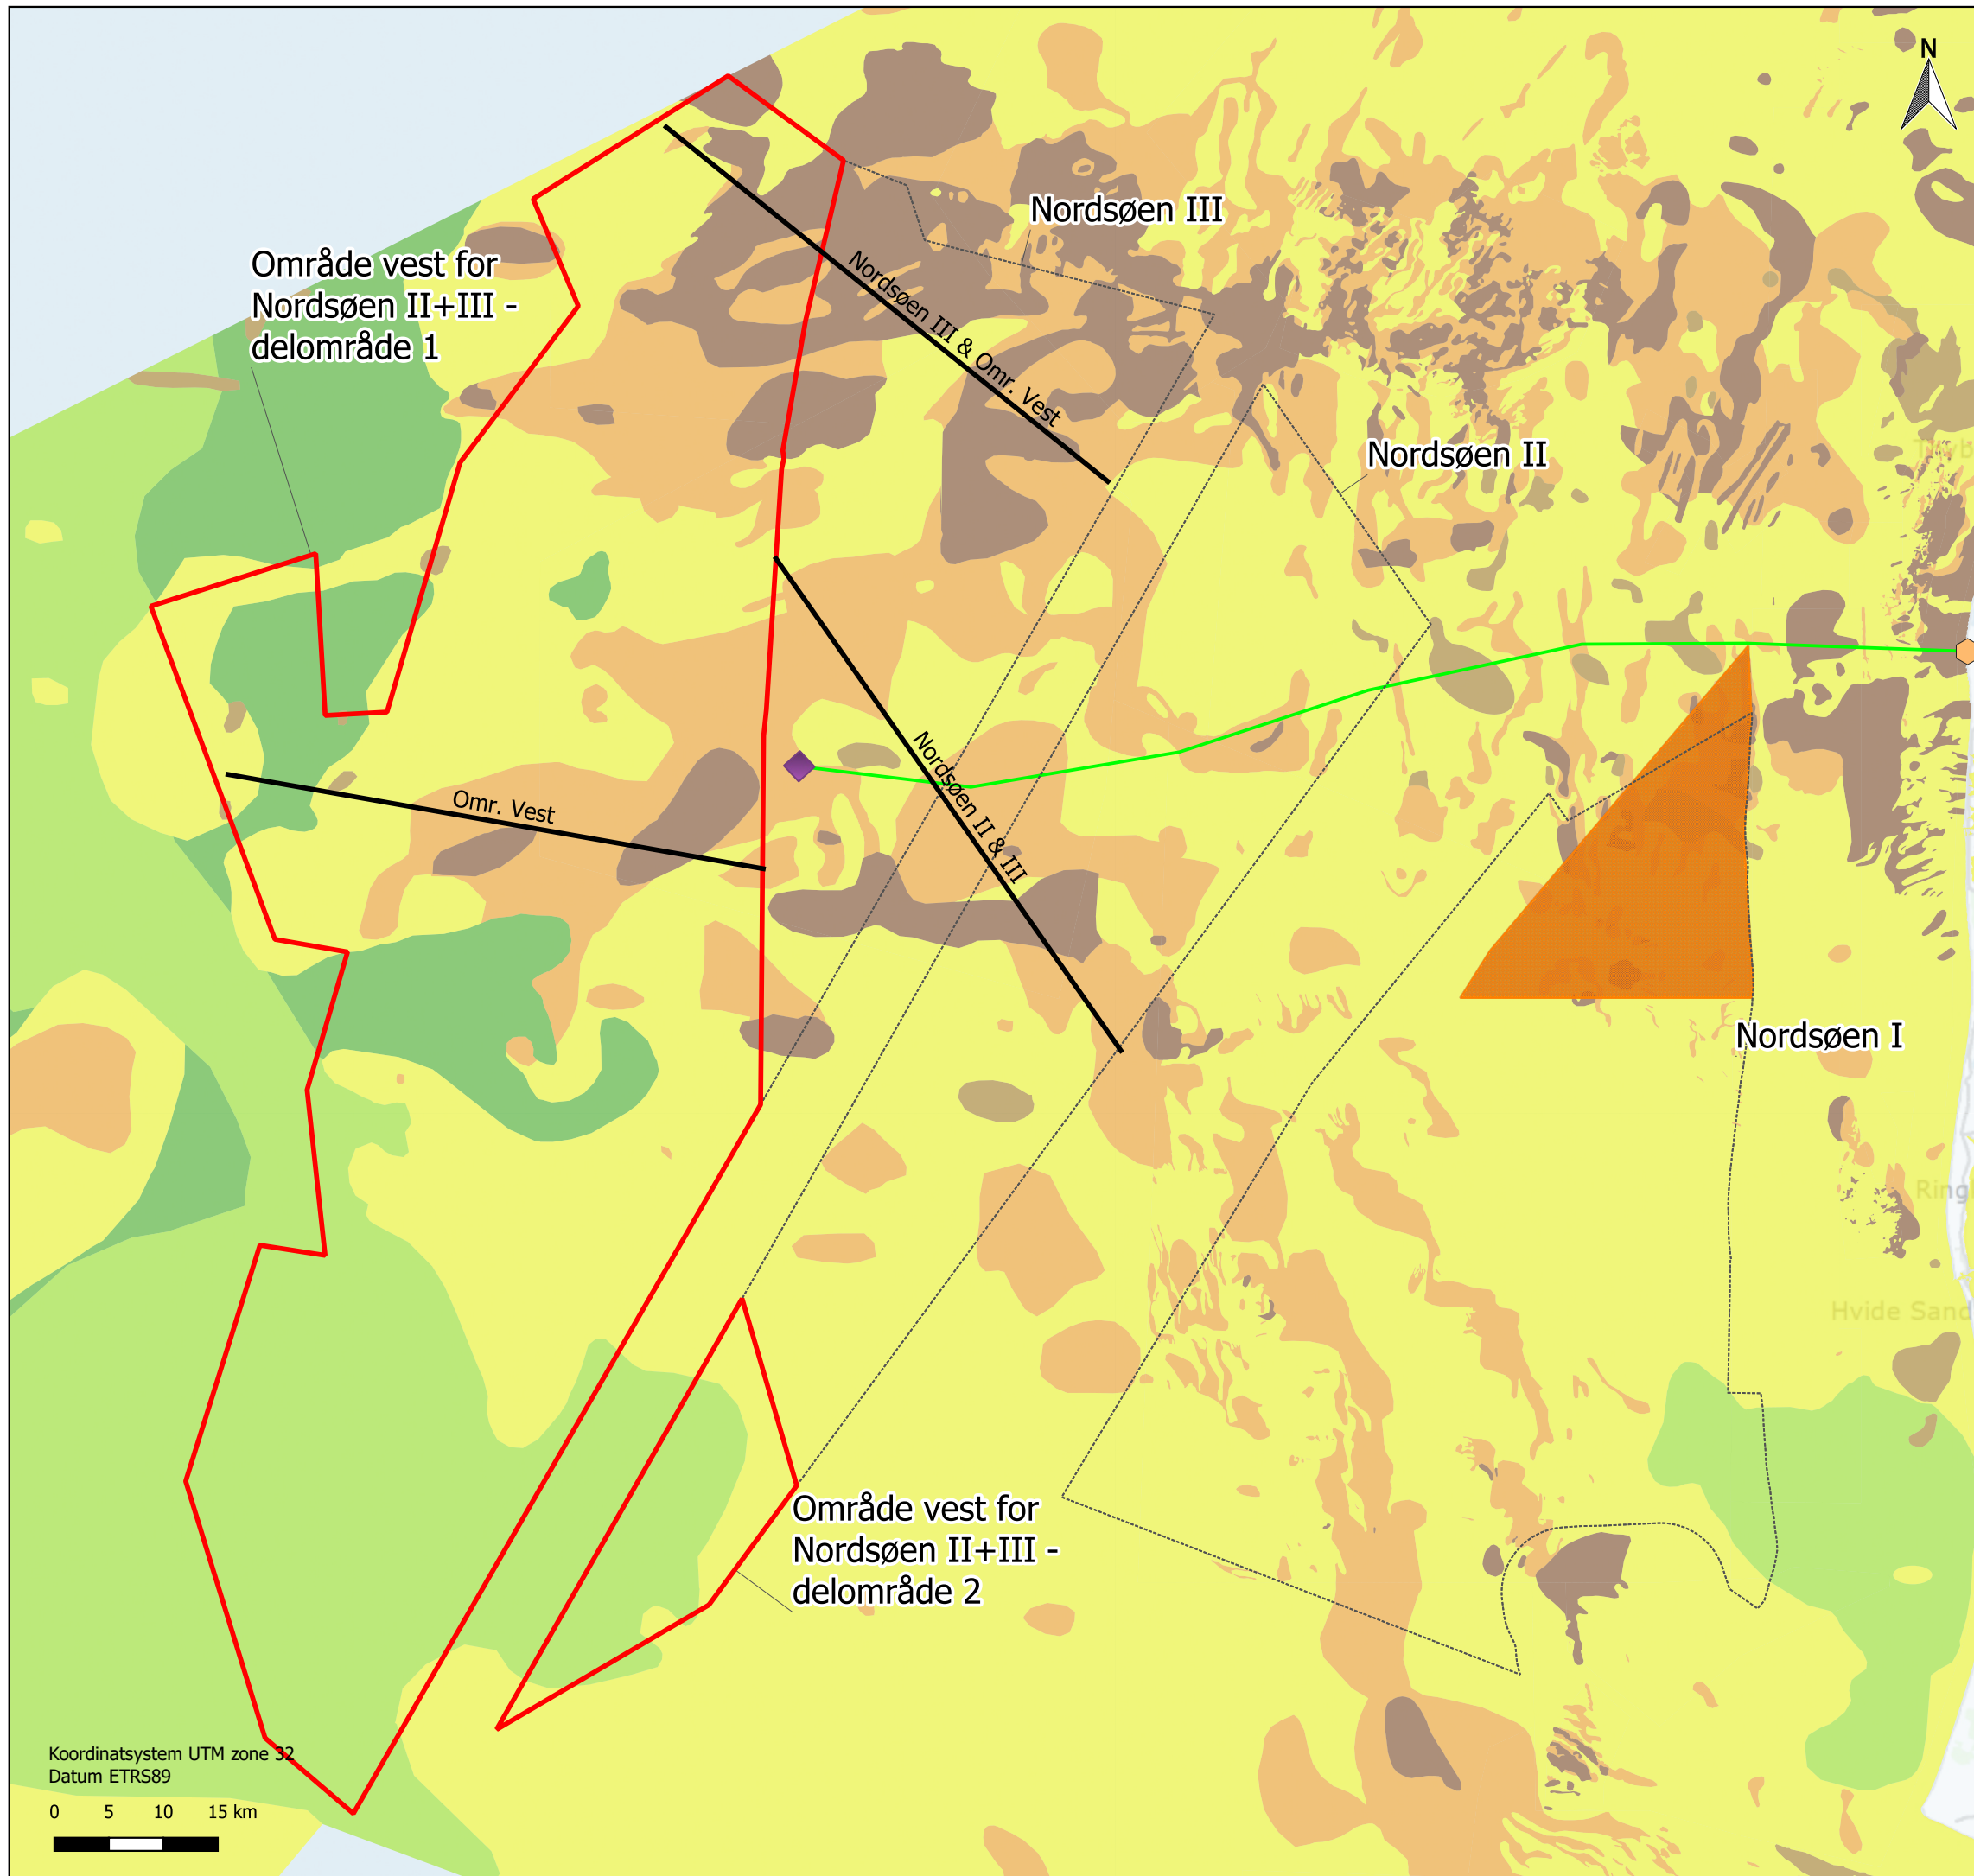 N
Nordsøen III
Område vest for
Nordsøen II+III -
delområde 1
Nordsøen III & Omr. Vest
Nordsøen II
Nordsøen II & III
Omr. Vest
Nordsøen I
Hvide Sand
Område vest for
Nordsøen II+III -
delområde 2
Koordinatsystem UTM zone 32
Datum ETRS89
0 5 10 15 km